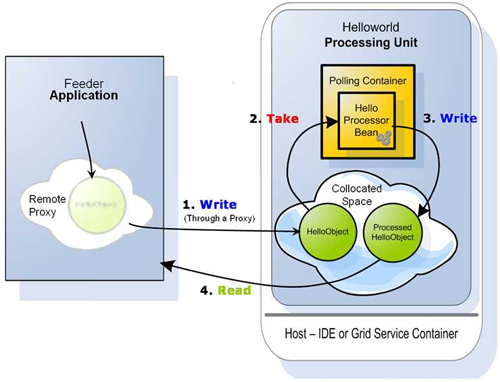 Feeder
Application
HelloObject
Remote
Proxy
1. Write
(Through a Proxy)
Helloworld
Processing Unit
Polling Container
Hello
Processor
Bean
2. Take
3. Write
Collocated
Space
HelloObject
Processed
HelloObject
4. Read
Host – IDE or Grid Service Container